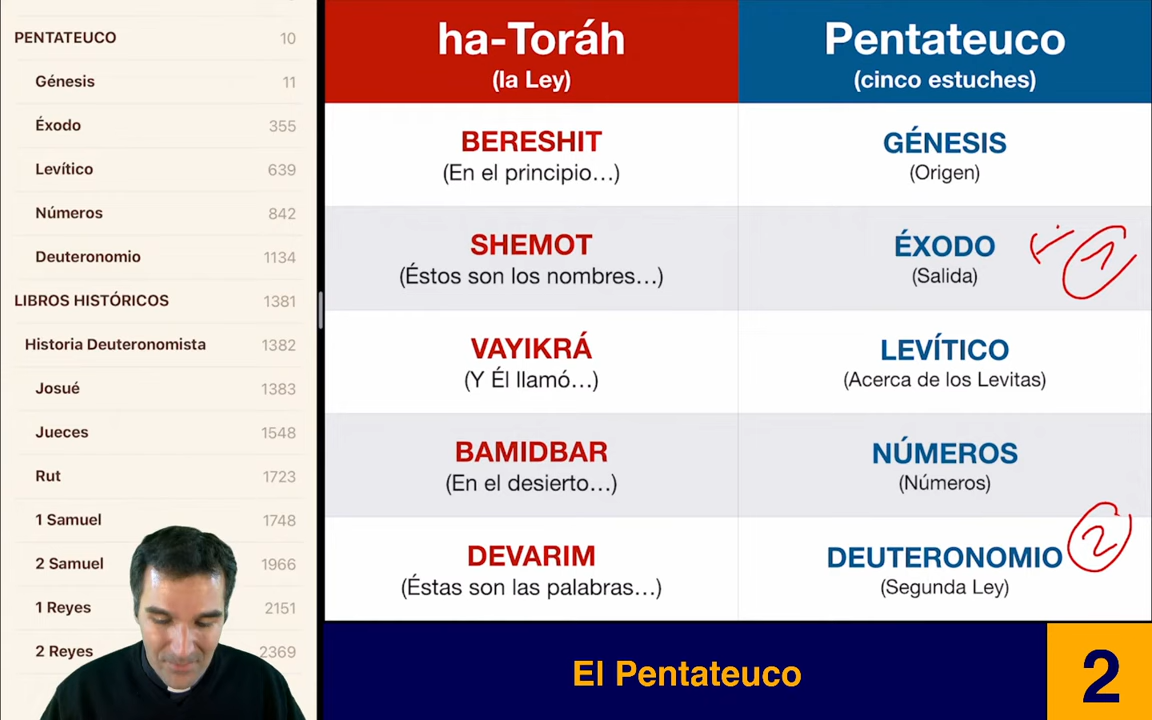 PENTATEUCO 10
Génesis 11
Éxodo 355
Levítico 639
Números 842
Deuteronomio 1134
LIBROS HISTÓRICOS 1381
Historia Deuteronomista 1382
Josué 1383
Jueces 1548
Rut 1723
1 Samuel 1748
2 Samuel 1966
1 Reyes 2151
2 Reyes 2369
ha-Toráh Pentateuco
(la Ley) (cinco estuches)
BERESHIT GÉNESIS
(En el principio…) (Origen)
SHEMOT ÉXODO 1
(Éstos son los nombres…) (Salida)
VAYIKRÁ LEVÍTICO
(Y Él llamó…) (Acerca de los Levitas)
BAMIDBAR NÚMEROS
(En el desierto…) (Números)
DEVARIM DEUTERONOMIO 2
(Éstas son las palabras…) (Segunda Ley)
El Pentateuco 2